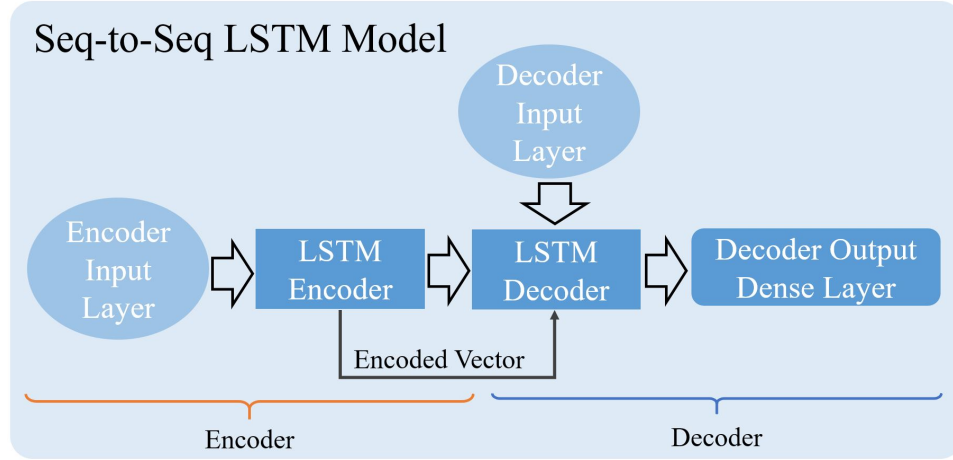 Seq-to-Seq LSTM Model
Decoder
Input
Layer
Encoder
Input
Layer
LSTM
Encoder
LSTM
Decoder
Decoder Output
Dense Layer
Encoded Vector
Encoder
Decoder